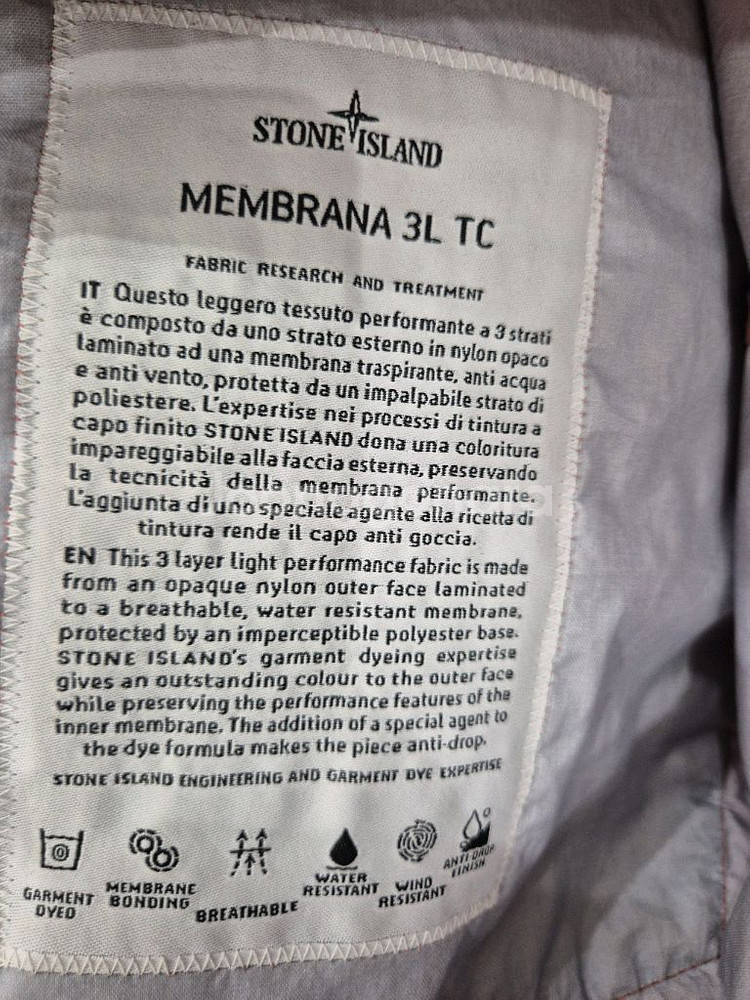 STONE ISLAND
MEMBRANA 3L TC
FABRIC RESEARCH AND TREATMENT
IT Questo leggero tessuto performante a 3 strati
è composto da uno strato esterno in nylon opaco
laminato ad una membrana traspirante, anti acqua
e anti vento, protetta da un impalpabile strato di
poliestere. L'expertise nei processi di tintura a
capo finito STONE ISLAND dona una coloritura
impareggiabile alla faccia esterna, preservando
la tecnicità della membrana performante.
L'aggiunta di uno speciale agente alla ricetta di
tintura rende il capo anti goccia.
EN This 3 layer light performance fabric is made
from an opaque nylon outer face laminated
to a breathable, water resistant membrane,
protected by an imperceptible polyester base.
STONE ISLAND's garment dyeing expertise
gives an outstanding colour to the outer face
while preserving the performance features of the
inner membrane. The addition of a special agent to
the dye formula makes the piece anti-drop.
STONE ISLAND ENGINEERING AND GARMENT DYE EXPERTISE
GARMENT
DYED
MEMBRANE
BONDING
BREATHABLE
WATER
RESISTANT
WIND
RESISTANT
ANTI DROP
FINISH